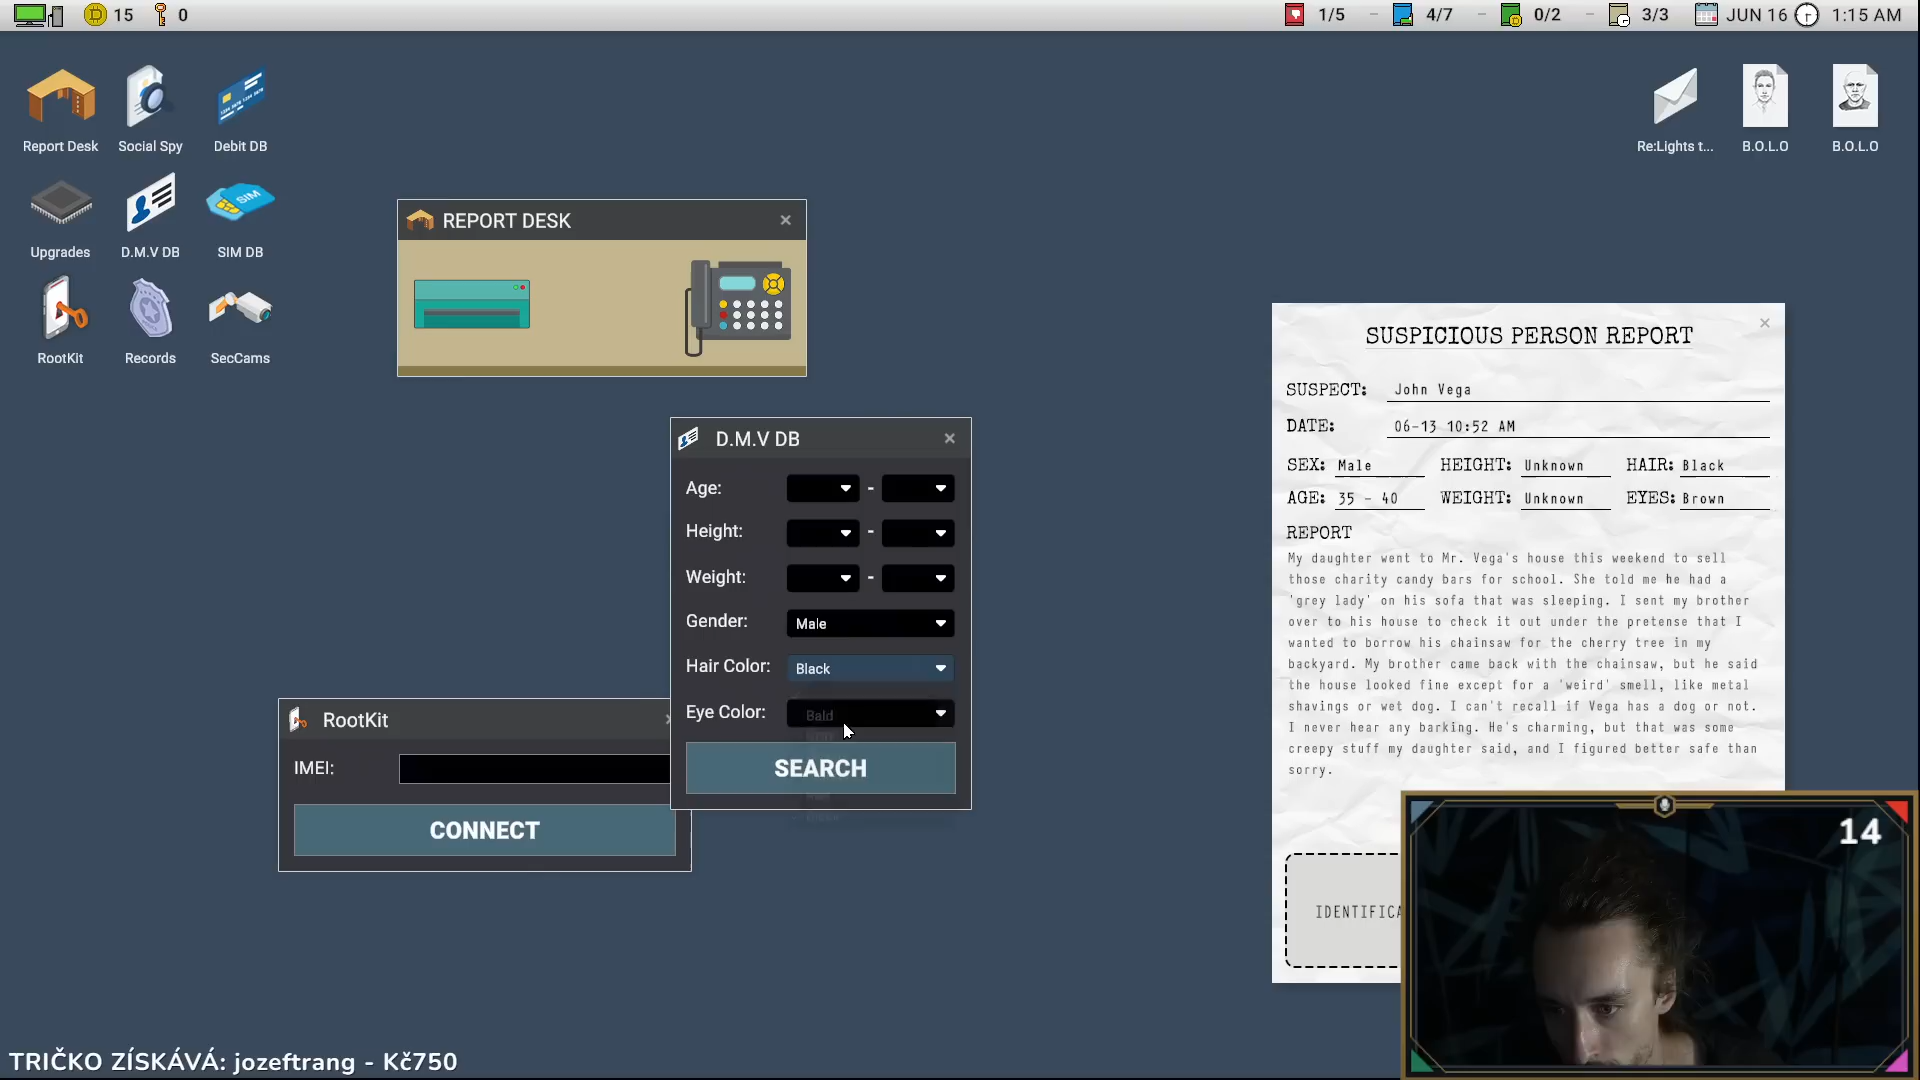 15
0
1/5
4/7
0/2
3/3
JUN 16
1:15 AM
Report Desk
Social Spy
Debit DB
Re:Lights t...
B.O.L.O
B.O.L.O
Upgrades
D.M.V DB
SIM DB
SIM
RootKit
Records
SecCams
REPORT DESK
D.M.V DB
Age:
-
Height:
-
Weight:
-
Gender:
Male
Hair Color:
Black
Eye Color:
Bald
SEARCH
RootKit
IMEI:
CONNECT
SUSPICIOUS PERSON REPORT
SUSPECT: John Vega
DATE: 06-13 10:52 AM
SEX: Male HEIGHT: Unknown HAIR: Black
AGE: 35 - 40 WEIGHT: Unknown EYES: Brown
REPORT
My daughter went to Mr. Vega's house this weekend to sell
those charity candy bars for school. She told me he had a
'grey lady' on his sofa that was sleeping. I sent my brother
over to his house to check it out under the pretense that I
wanted to borrow his chainsaw for the cherry tree in my
backyard. My brother came back with the chainsaw, but he said
the house looked fine except for a 'weird' smell, like metal
shavings or wet dog. I can't recall if Vega has a dog or not.
I never hear any barking. He's charming, but that was some
creepy stuff my daughter said, and I figured better safe than
sorry.
IDENTIFICA
14
TRIČKO ZÍSKÁVÁ: jozeftrang - Kč750